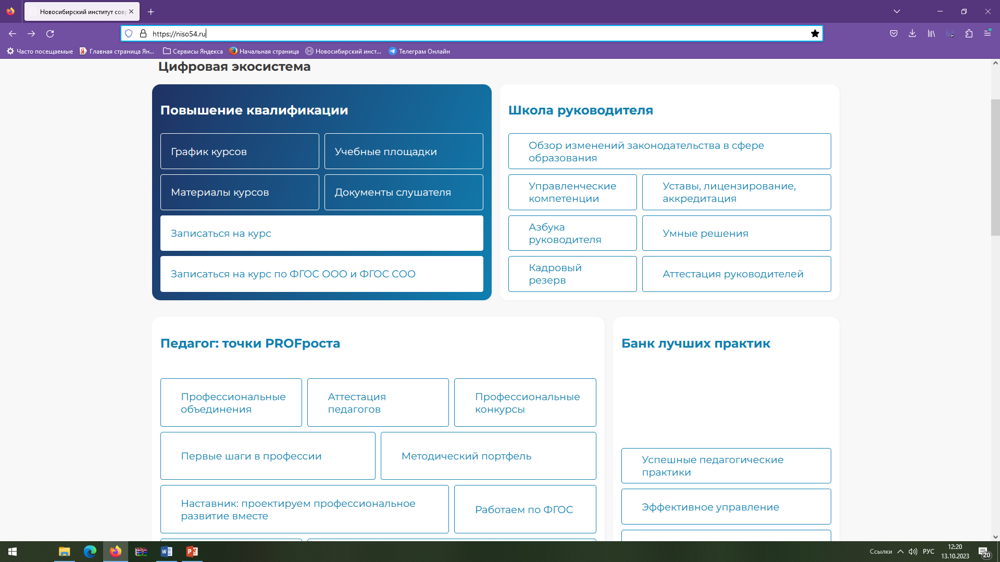 Новосибирский институт совр
https://niso54.ru
Часто посещаемые
Главная страница Ян...
Сервисы Яндекса
Начальная страница
Новосибирский инст...
Телеграм Онлайн
Цифровая экосистема
Повышение квалификации
График курсов
Учебные площадки
Материалы курсов
Документы слушателя
Записаться на курс
Записаться на курс по ФГОС ООО и ФГОС СОО
Школа руководителя
Обзор изменений законодательства в сфере
образования
Управленческие
компетенции
Уставы, лицензирование,
аккредитация
Азбука
руководителя
Умные решения
Кадровый
резерв
Аттестация руководителей
Педагог: точки PROFроста
Профессиональные
объединения
Аттестация
педагогов
Профессиональные
конкурсы
Первые шаги в профессии
Методический портфель
Наставник: проектируем профессиональное
развитие вместе
Работаем по ФГОС
Банк лучших практик
Успешные педагогические
практики
Эффективное управление
Ссылки
РУС
12:20
13.10.2023
20